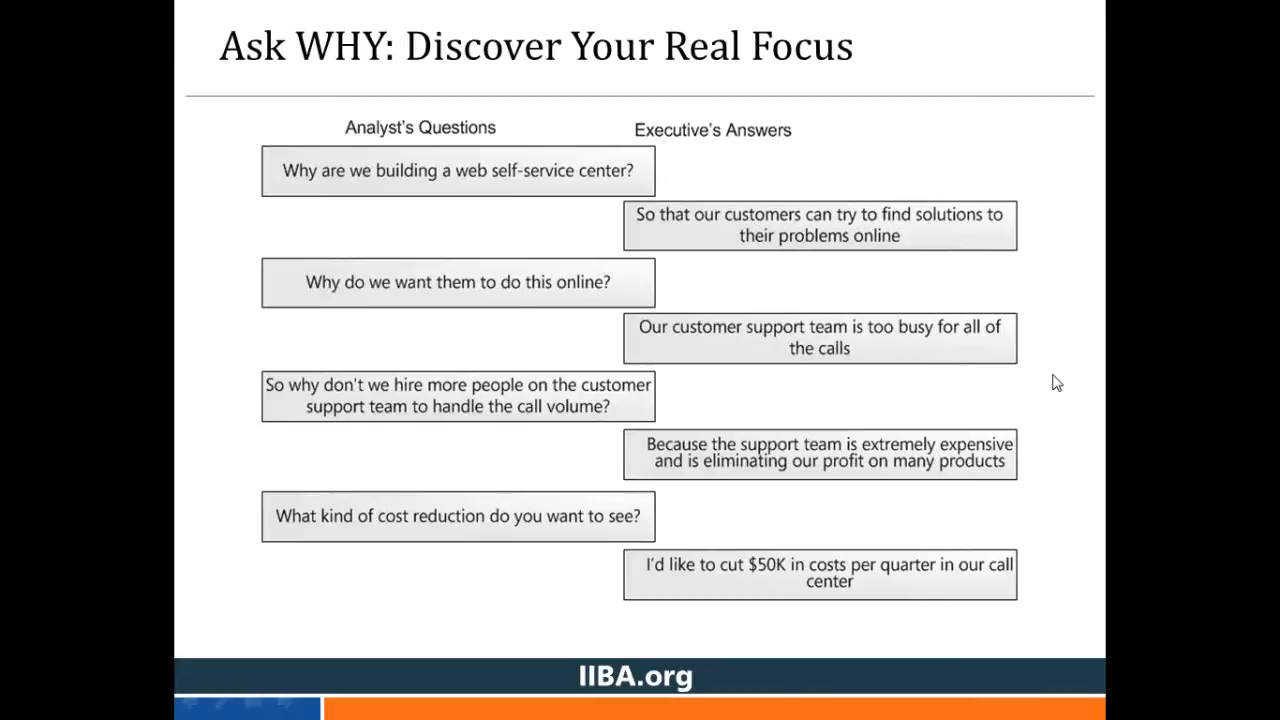 Ask WHY: Discover Your Real Focus
Analyst's Questions
Executive's Answers
Why are we building a web self-service center?
So that our customers can try to find solutions to
their problems online
Why do we want them to do this online?
Our customer support team is too busy for all of
the calls
So why don't we hire more people on the customer
support team to handle the call volume?
Because the support team is extremely expensive
and is eliminating our profit on many products
What kind of cost reduction do you want to see?
I'd like to cut $50K in costs per quarter in our call
center
IIBA.org